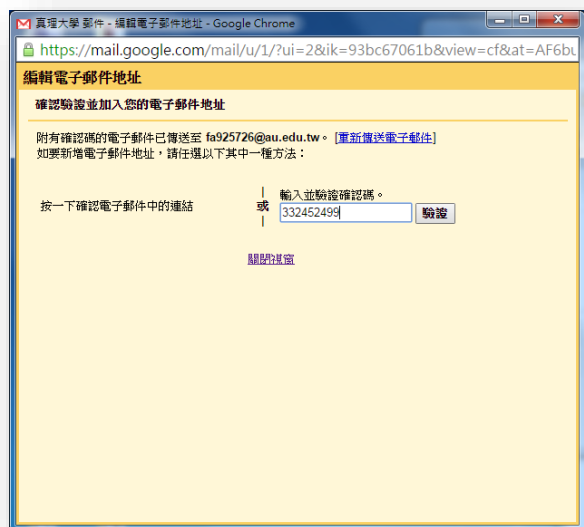 真理大學 郵件 - 編輯電子郵件地址 - Google Chrome
https://mail.google.com/mail/u/1/?ui=2&ik=93bc67061b&view=cf&at=AF6bu
編輯電子郵件地址
確認驗證並加入您的電子郵件地址
附有確認碼的電子郵件已傳送至 fa925726@au.edu.tw。 [重新傳送電子郵件]
如要新增電子郵件地址，請任選以下其中一種方法：
按一下確認電子郵件中的連結
或
輸入並驗證確認碼。
332452499
驗證
關閉視窗